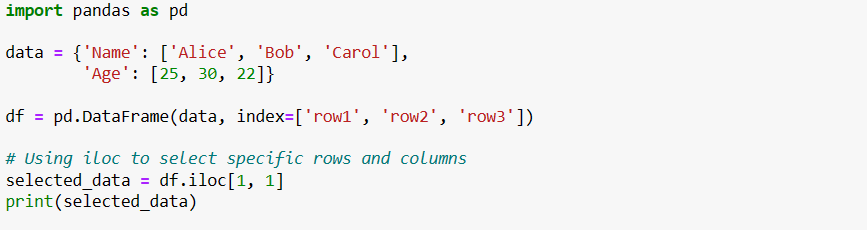 import pandas as pd
data = {'Name': ['Alice', 'Bob', 'Carol'],
        'Age': [25, 30, 22]}
df = pd.DataFrame(data, index=['row1', 'row2', 'row3'])
# Using iloc to select specific rows and columns
selected_data = df.iloc[1, 1]
print(selected_data)